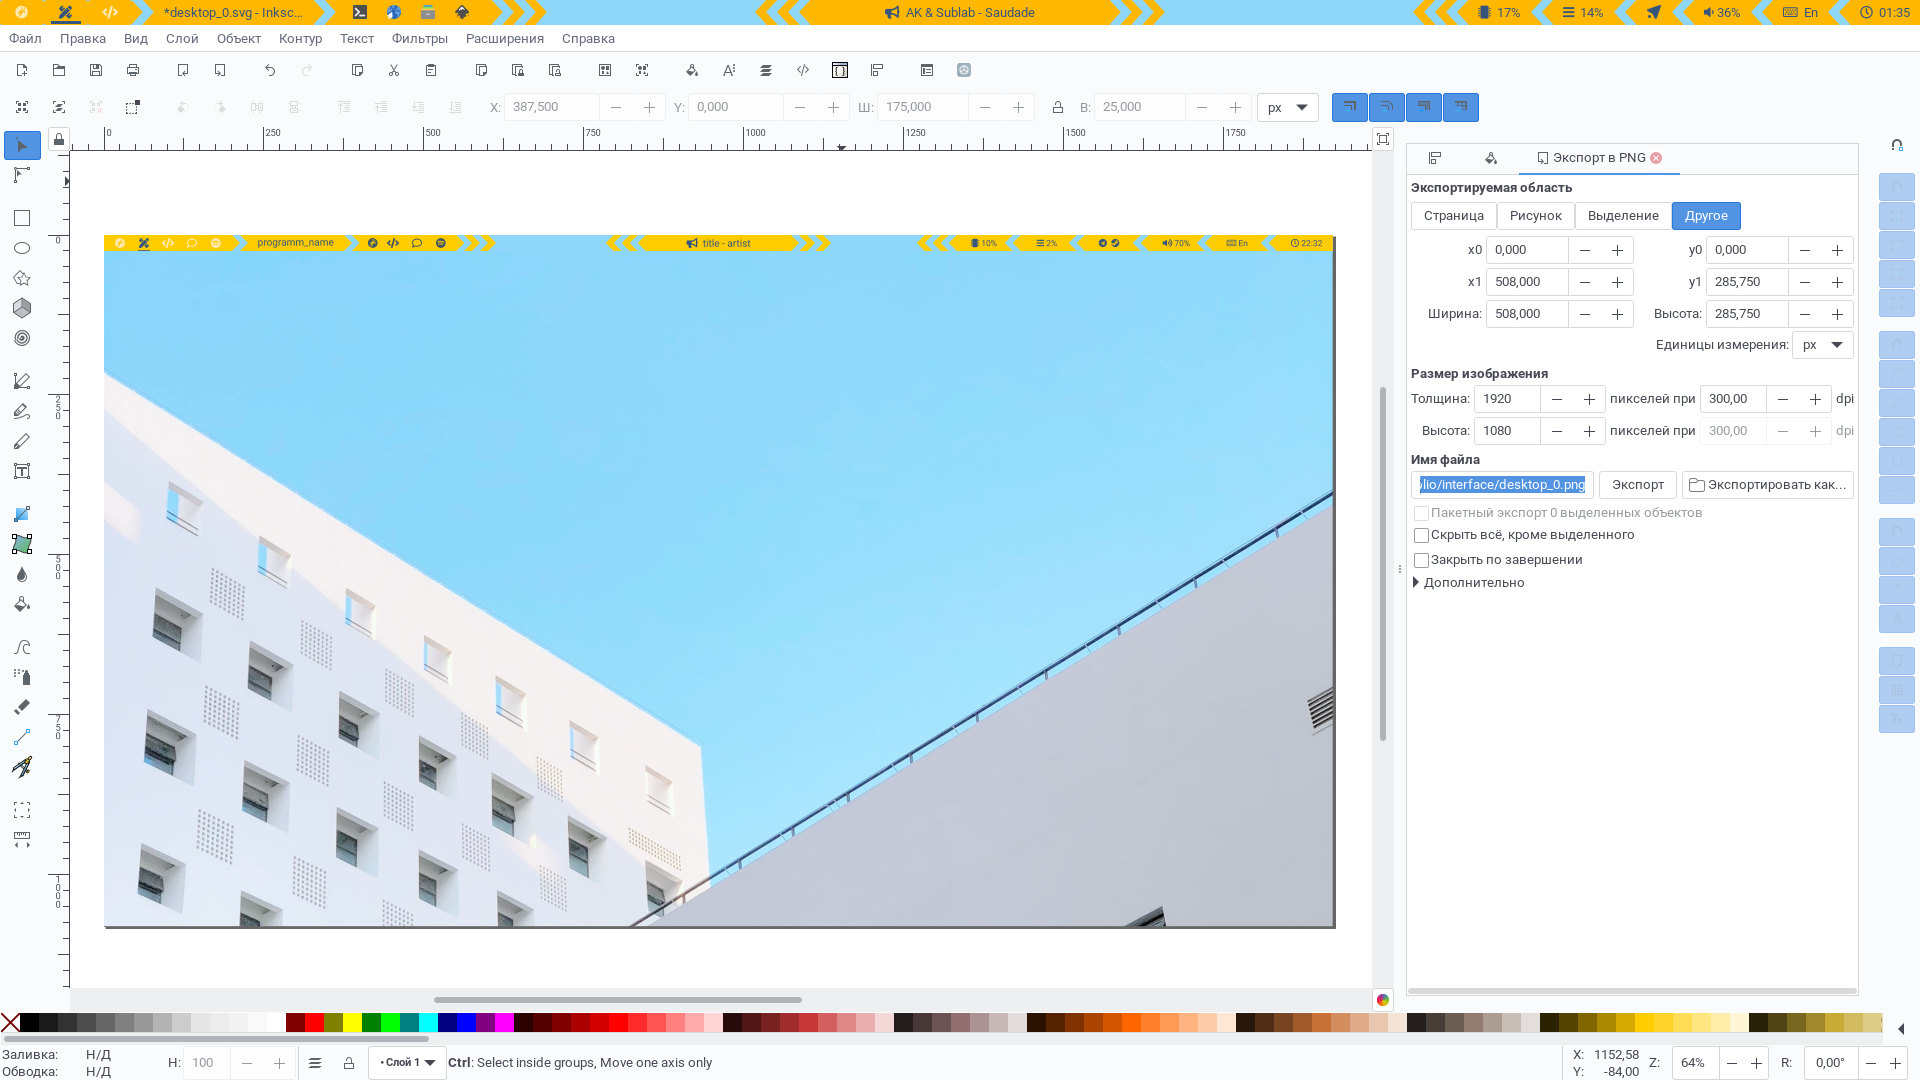 *desktop_0.svg - Inksc...
AK & Sublab - Saudade
17% 14% 36% En 01:35
Файл Правка Вид Слой Объект Контур Текст Фильтры Расширения Справка
X: 387,500 Y: 0,000 Ш: 175,000 В: 25,000 px
0 250 500 750 1000 1250 1500 1750
0
250
500
750
1000
programm_name
title - artist
10% 2% 70% En 22:32
Экспорт в PNG
Экспортируемая область
Страница Рисунок Выделение Другое
x0 0,000 y0 0,000
x1 508,000 y1 285,750
Ширина: 508,000 Высота: 285,750
Единицы измерения: px
Размер изображения
Толщина: 1920 пикселей при 300,00 dpi
Высота: 1080 пикселей при 300,00 dpi
Имя файла
lio/interface/desktop_0.png Экспорт Экспортировать как...
Пакетный экспорт 0 выделенных объектов
Скрыть всё, кроме выделенного
Закрыть по завершении
Дополнительно
Заливка: Н/Д
Обводка: Н/Д
Н: 100
•Слой 1
Ctrl: Select inside groups, Move one axis only
X: 1152,58
Y: -84,00
Z: 64%
R: 0,00°